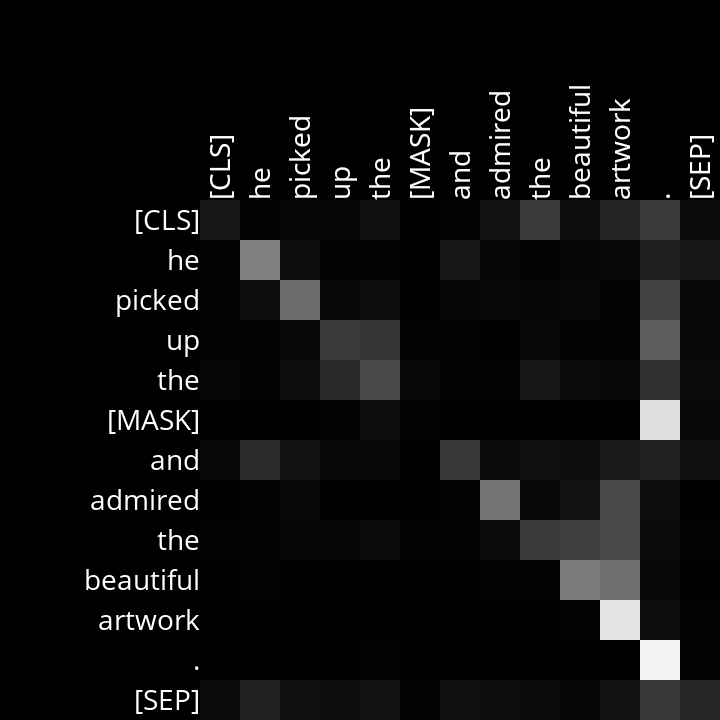 [CLS] he picked up the [MASK] and admired the beautiful artwork . [SEP]
[CLS]
he
picked
up
the
[MASK]
and
admired
the
beautiful
artwork
.
[SEP]